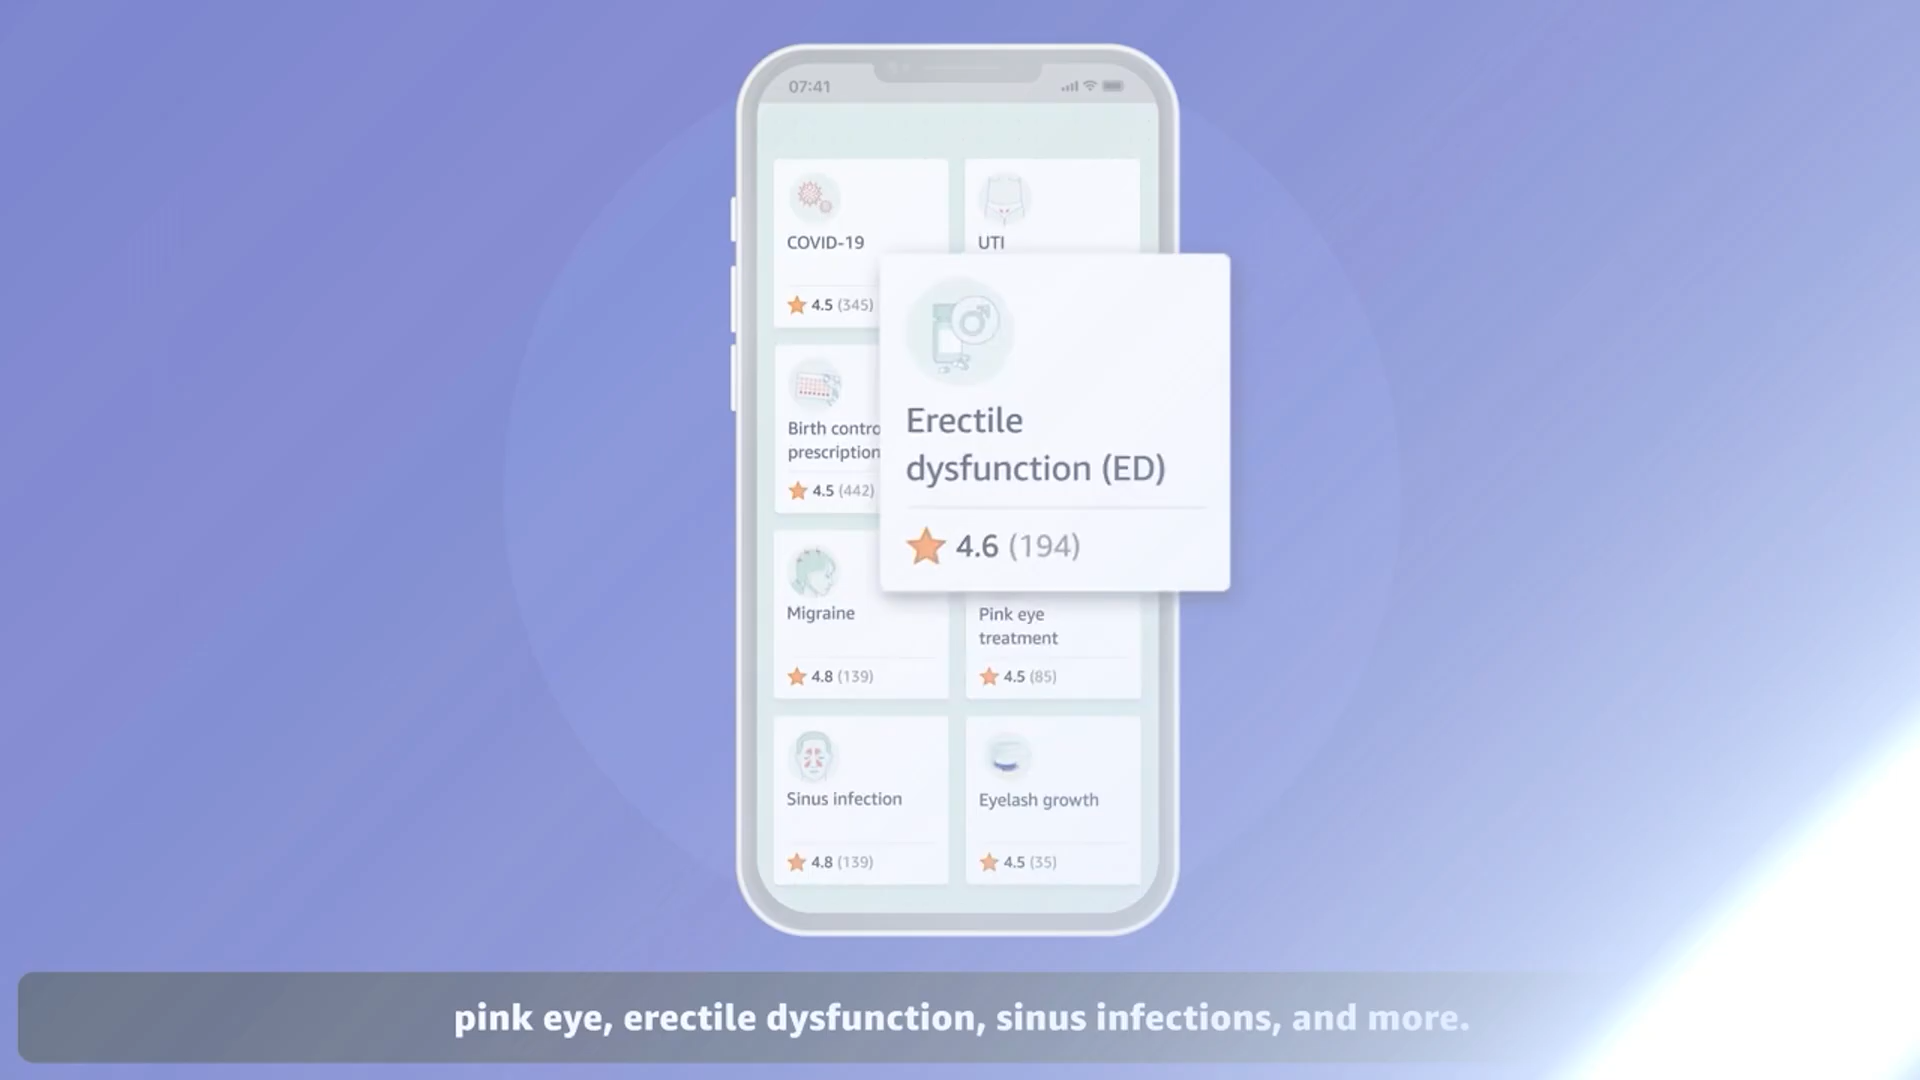 07:41
COVID-19
UTI
4.5 (345)
Birth contro
prescription
4.5 (442)
Erectile
dysfunction (ED)
4.6 (194)
Migraine
4.8 (139)
Pink eye
treatment
4.5 (85)
Sinus infection
4.8 (139)
Eyelash growth
4.5 (35)
pink eye, erectile dysfunction, sinus infections, and more.